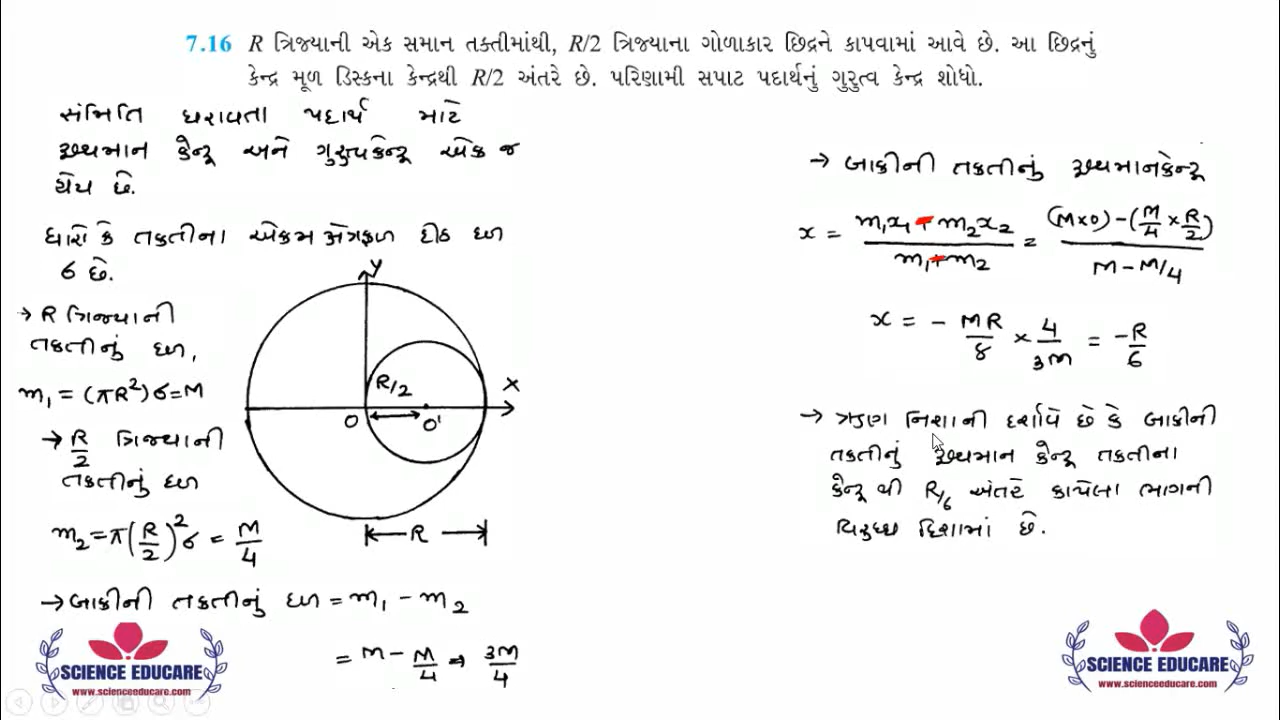 7.16 R ત્રિજ્યાની એક સમાન તક્તીમાંથી, R/2 ત્રિજ્યાના ગોળાકાર છિદ્રને કાપવામાં આવે છે. આ છિદ્રનું
કેન્દ્ર મૂળ ડિસ્કના કેન્દ્રથી R/2 અંતરે છે. પરિણામી સપાટ પદાર્થનું ગુરુત્વ કેન્દ્ર શોધો.
સંમિતિ ધરાવતા પદાર્થ માટે
દ્રવ્યમાન કેન્દ્ર અને ગુરુત્વકેન્દ્ર એક જ
હોય છે.
ધારો કે તકતીના એકમ ક્ષેત્રફળ દીઠ દળ
σ છે.
→ R ત્રિજ્યાની
તકતીનું દળ,
m₁ = (πR²)σ = M
→ R/2 ત્રિજ્યાની
તકતીનું દળ
m₂ = π(R/2)²σ = M/4
→ બાકીની તકતીનું દળ = m₁ − m₂
= M − M/4 → 3M/4
Y
R/2
X
O
O'
R
→ બાકીની તકતીનું દ્રવ્યમાનકેન્દ્ર
x = (m₁x₁ − m₂x₂)/(m₁ − m₂) = ((M×0) − (M/4 × R/2))/(M − M/4)
x = − MR/8 × 4/3M = −R/6
→ ઋણ નિશાની દર્શાવે છે કે બાકીની
તકતીનું દ્રવ્યમાન કેન્દ્ર તકતીના
કેન્દ્ર થી R/6 અંતરે કાપેલા ભાગની
વિરુધ્ધ દિશામાં છે.
SCIENCE EDUCARE
www.scienceeducare.com
SCIENCE EDUCARE
www.scienceeducare.com